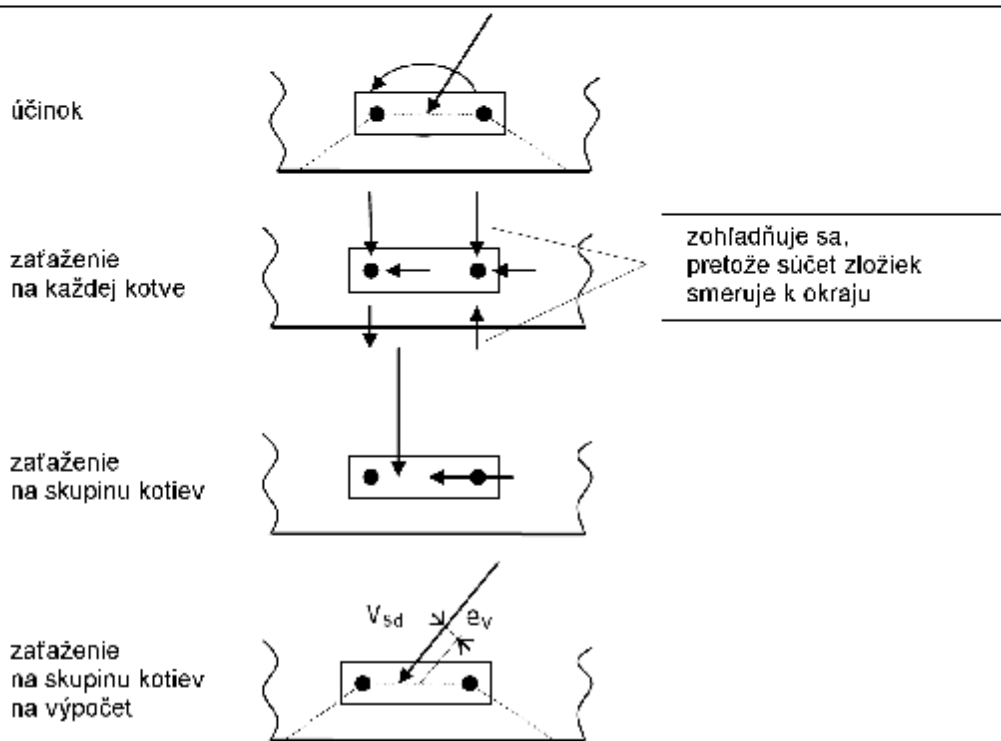 účinok
zaťaženie
na každej kotve
zohľadňuje sa,
pretože súčet zložiek
smeruje k okraju
zaťaženie
na skupinu kotiev
V_Sd
e_v
zaťaženie
na skupinu kotiev
na výpočet